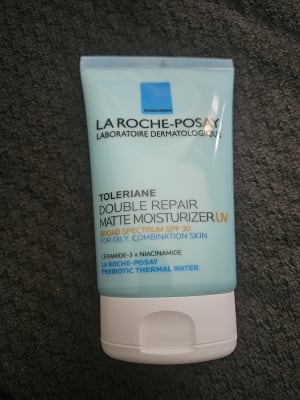 SUNSCREEN
LA ROCHE-POSAY
LABORATOIRE DERMATOLOGIQUE
TOLERIANE
DOUBLE REPAIR
MATTE MOISTURIZER UV
BROAD SPECTRUM SPF 30
FOR OILY, COMBINATION SKIN
CERAMIDE-3 + NIACINAMIDE
LA ROCHE-POSAY
PREBIOTIC THERMAL WATER